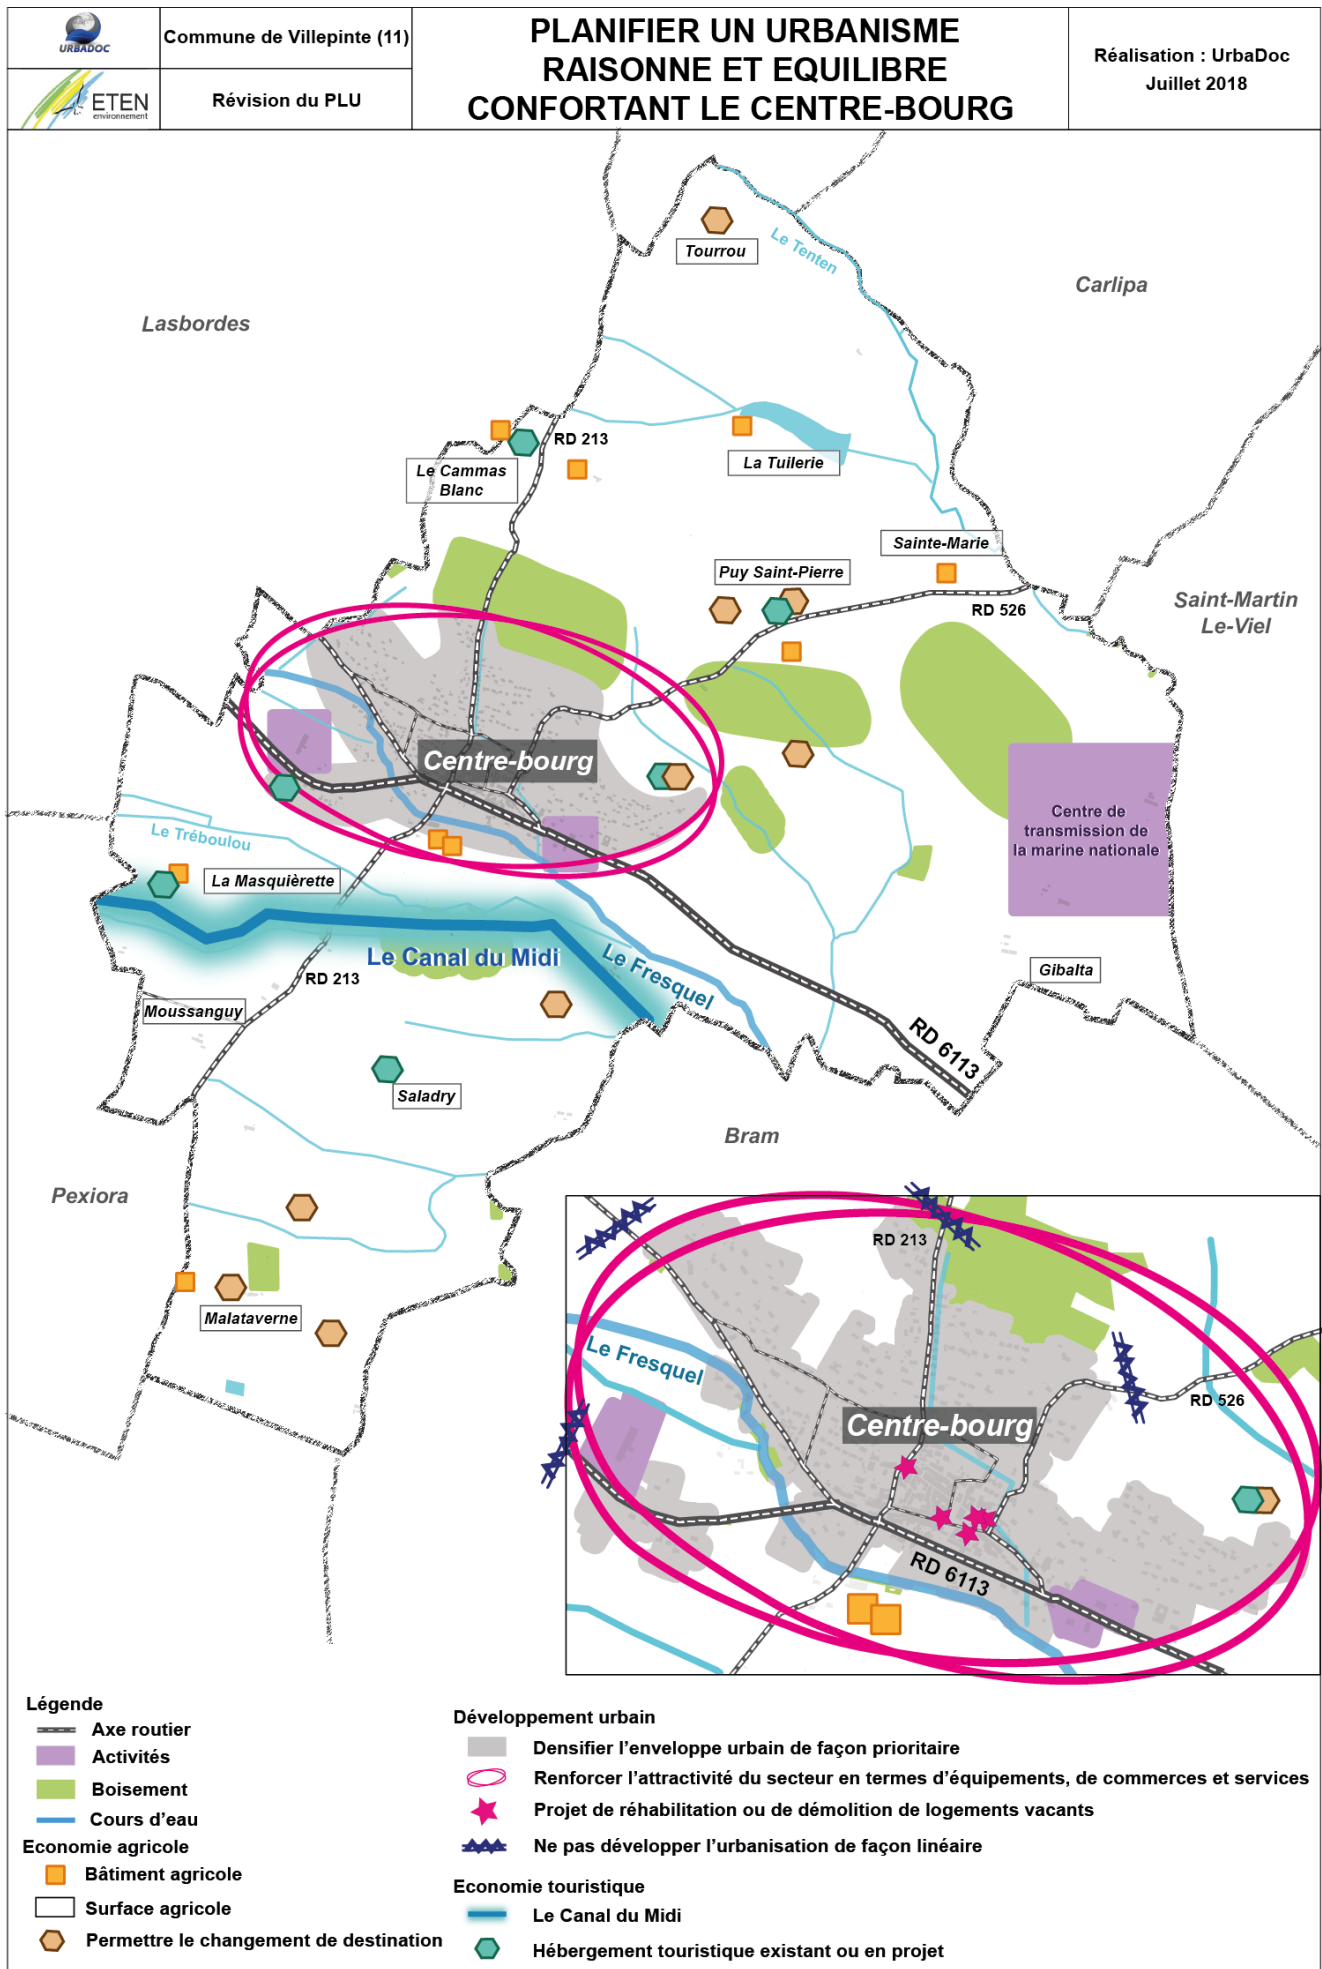 URBADOC
Commune de Villepinte (11)
ETEN
environnement
Révision du PLU
PLANIFIER UN URBANISME
RAISONNE ET EQUILIBRE
CONFORTANT LE CENTRE-BOURG
Réalisation : UrbaDoc
Juillet 2018
Tourrou
Le Tenten
Carlipa
Lasbordes
RD 213
Le Cammas
Blanc
La Tuilerie
Sainte-Marie
Puy Saint-Pierre
RD 526
Saint-Martin
Le-Viel
Centre-bourg
Centre de
transmission de
la marine nationale
Le Tréboulou
La Masquièrette
Le Canal du Midi
Le Fresquel
RD 213
Gibalta
Moussanguy
RD 6113
Saladry
Bram
Pexiora
Malataverne
RD 213
Le Fresquel
RD 526
Centre-bourg
RD 6113
Légende
Axe routier
Activités
Boisement
Cours d'eau
Economie agricole
Bâtiment agricole
Surface agricole
Permettre le changement de destination
Développement urbain
Densifier l'enveloppe urbain de façon prioritaire
Renforcer l'attractivité du secteur en termes d'équipements, de commerces et services
Projet de réhabilitation ou de démolition de logements vacants
Ne pas développer l'urbanisation de façon linéaire
Economie touristique
Le Canal du Midi
Hébergement touristique existant ou en projet